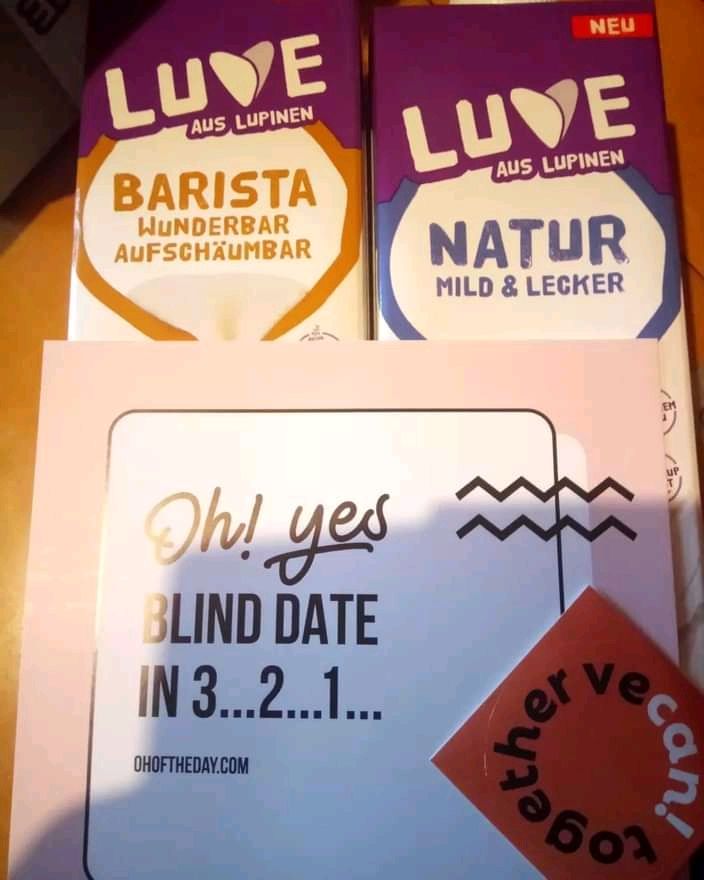 LUVE
AUS LUPINEN
BARISTA
WUNDERBAR
AUFSCHÄUMBAR
NEU
LUVE
AUS LUPINEN
NATUR
MILD & LECKER
Oh! yes
BLIND DATE
IN 3...2...1...
OHOFTHEDAY.COM
together vecan!